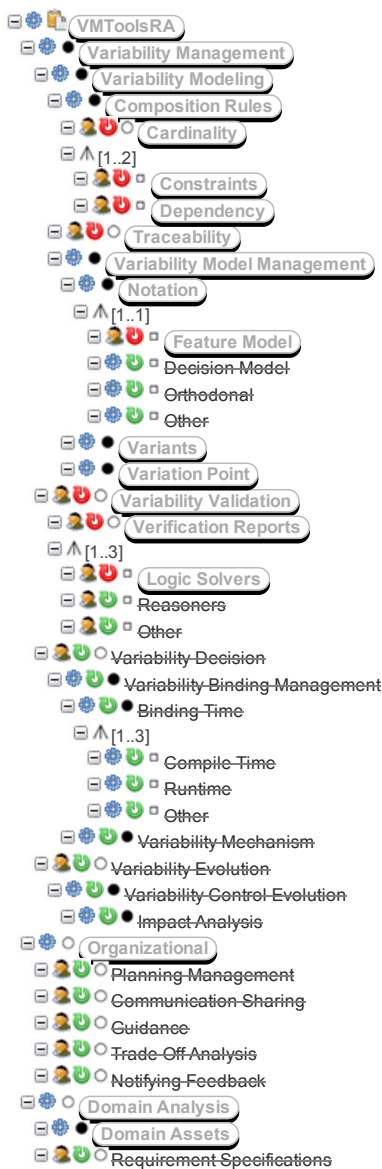 VMToolsRA
Variability Management
Variability Modeling
Composition Rules
Cardinality
[1..2]
Constraints
Dependency
Traceability
Variability Model Management
Notation
[1..1]
Feature Model
Decision Model
Orthodonal
Other
Variants
Variation Point
Variability Validation
Verification Reports
[1..3]
Logic Solvers
Reasoners
Other
Variability Decision
Variability Binding Management
Binding Time
[1..3]
Compile Time
Runtime
Other
Variability Mechanism
Variability Evolution
Variability Control Evolution
Impact Analysis
Organizational
Planning Management
Communication Sharing
Guidance
Trade Off Analysis
Notifying Feedback
Domain Analysis
Domain Assets
Requirement Specifications